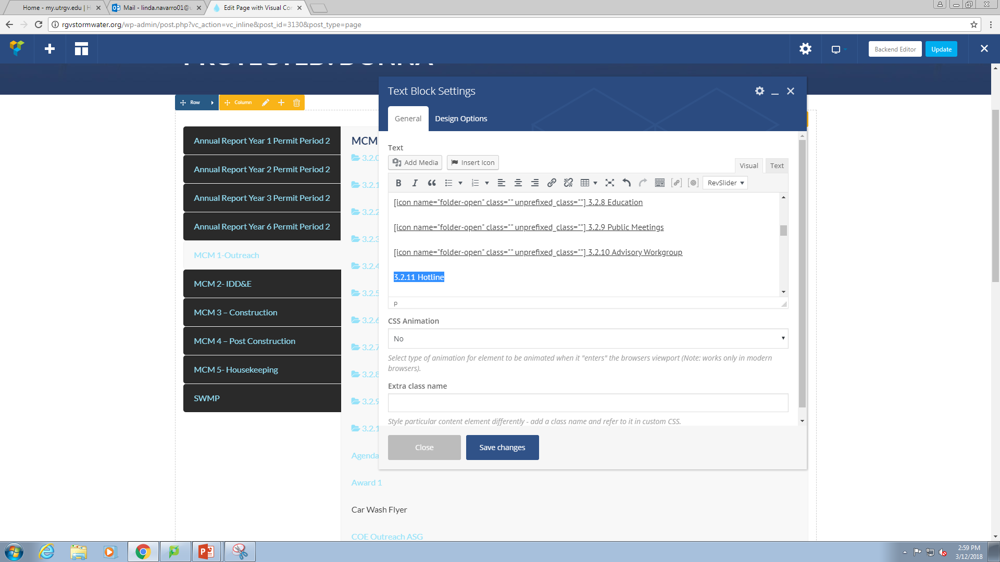 Home - my.utrgv.edu | H
Mail - linda.navarro01@u
Edit Page with Visual Co
rgvstormwater.org/wp-admin/post.php?vc_action=vc_inline&post_id=3130&post_type=page
Backend Editor
Update
PROTECTED: DONNA
Row
Column
Text Block Settings
General
Design Options
Annual Report Year 1 Permit Period 2
Annual Report Year 2 Permit Period 2
Annual Report Year 3 Permit Period 2
Annual Report Year 6 Permit Period 2
MCM 1-Outreach
MCM 2- IDD&E
MCM 3 – Construction
MCM 4 – Post Construction
MCM 5- Housekeeping
SWMP
MCM
3.2.0
3.2.1
3.2.2
3.2.3
3.2.4
3.2.5
3.2.6
3.2.7
3.2.8
3.2.9
3.2.1
Agenda
Award 1
Car Wash Flyer
COE Outreach ASG
Text
Add Media
Insert Icon
Visual
Text
RevSlider
[icon name="folder-open" class="" unprefixed_class=""] 3.2.8 Education
[icon name="folder-open" class="" unprefixed_class=""] 3.2.9 Public Meetings
[icon name="folder-open" class="" unprefixed_class=""] 3.2.10 Advisory Workgroup
3.2.11 Hotline
p
CSS Animation
No
Select type of animation for element to be animated when it "enters" the browsers viewport (Note: works only in modern
browsers).
Extra class name
Style particular content element differently - add a class name and refer to it in custom CSS.
Close
Save changes
2:59 PM
3/12/2018